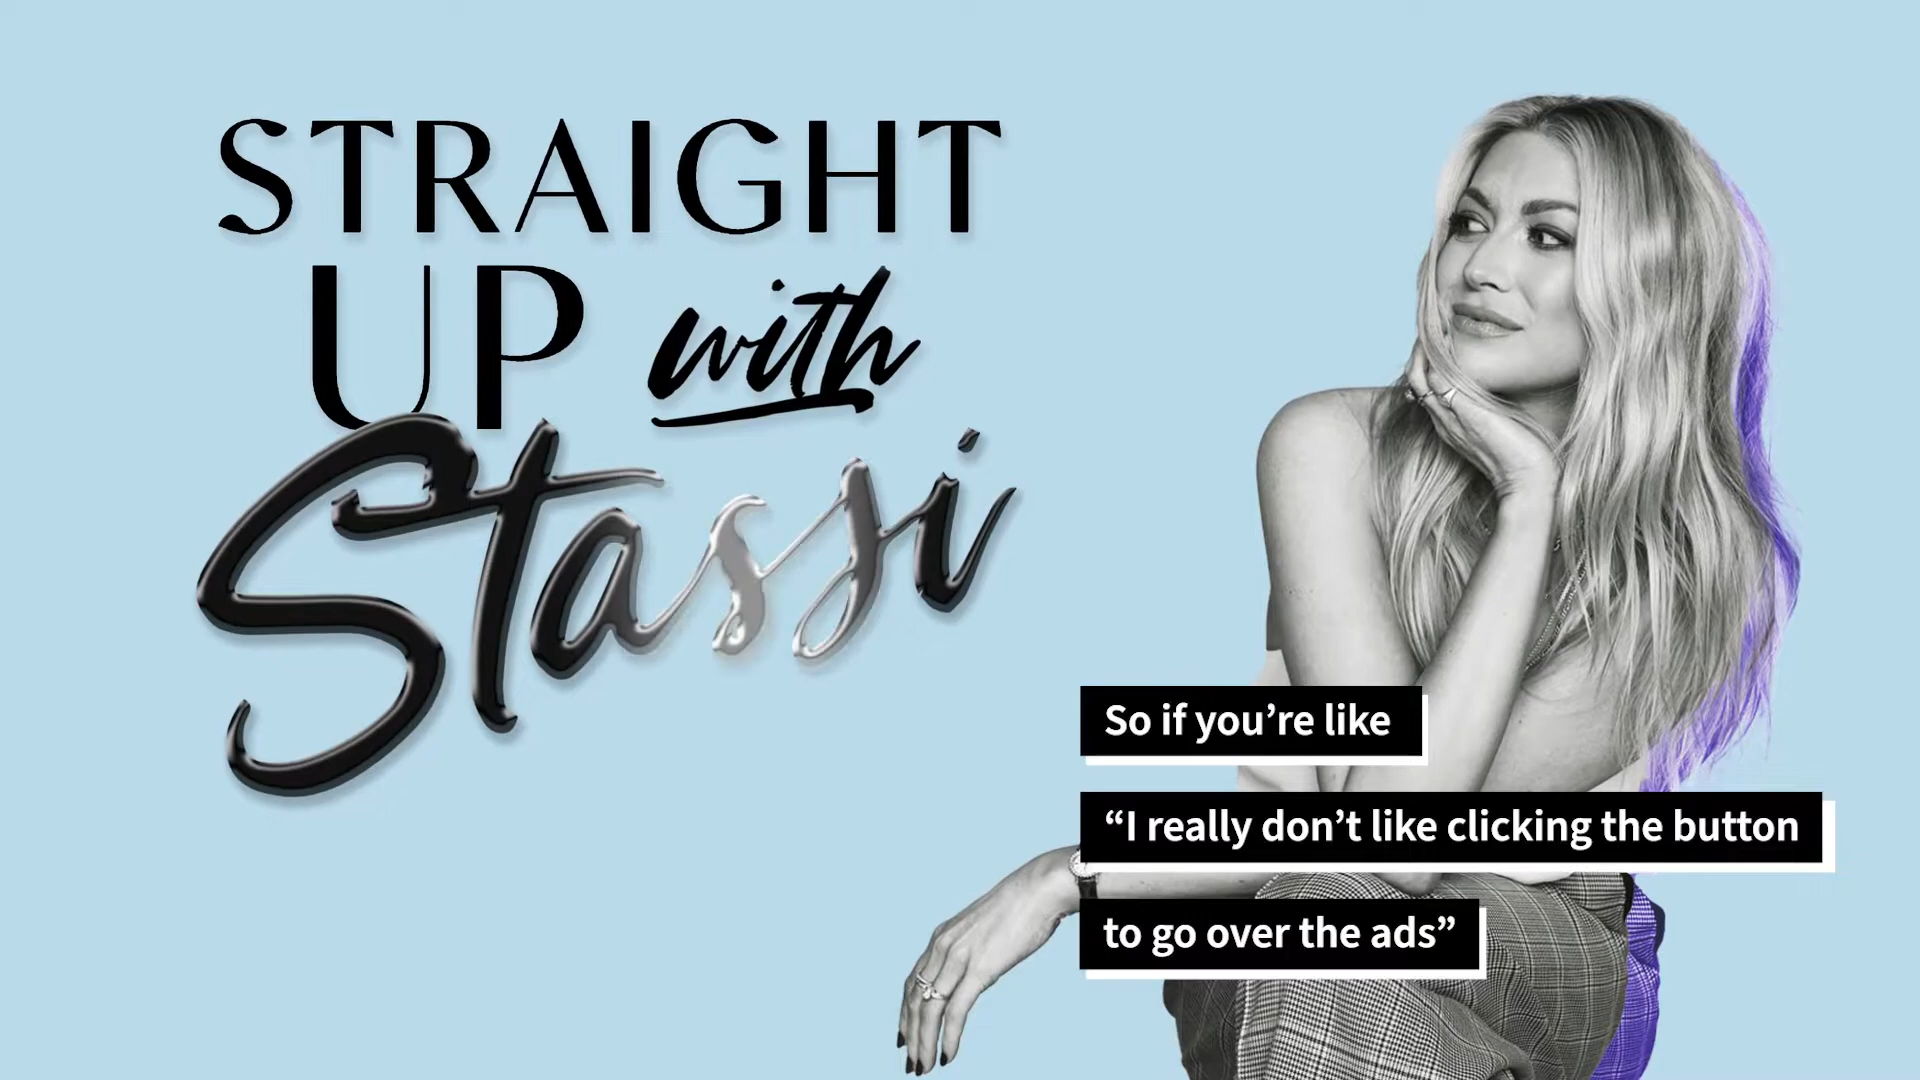 STRAIGHT
UP with
Stassi
So if you’re like
“I really don’t like clicking the button
to go over the ads”